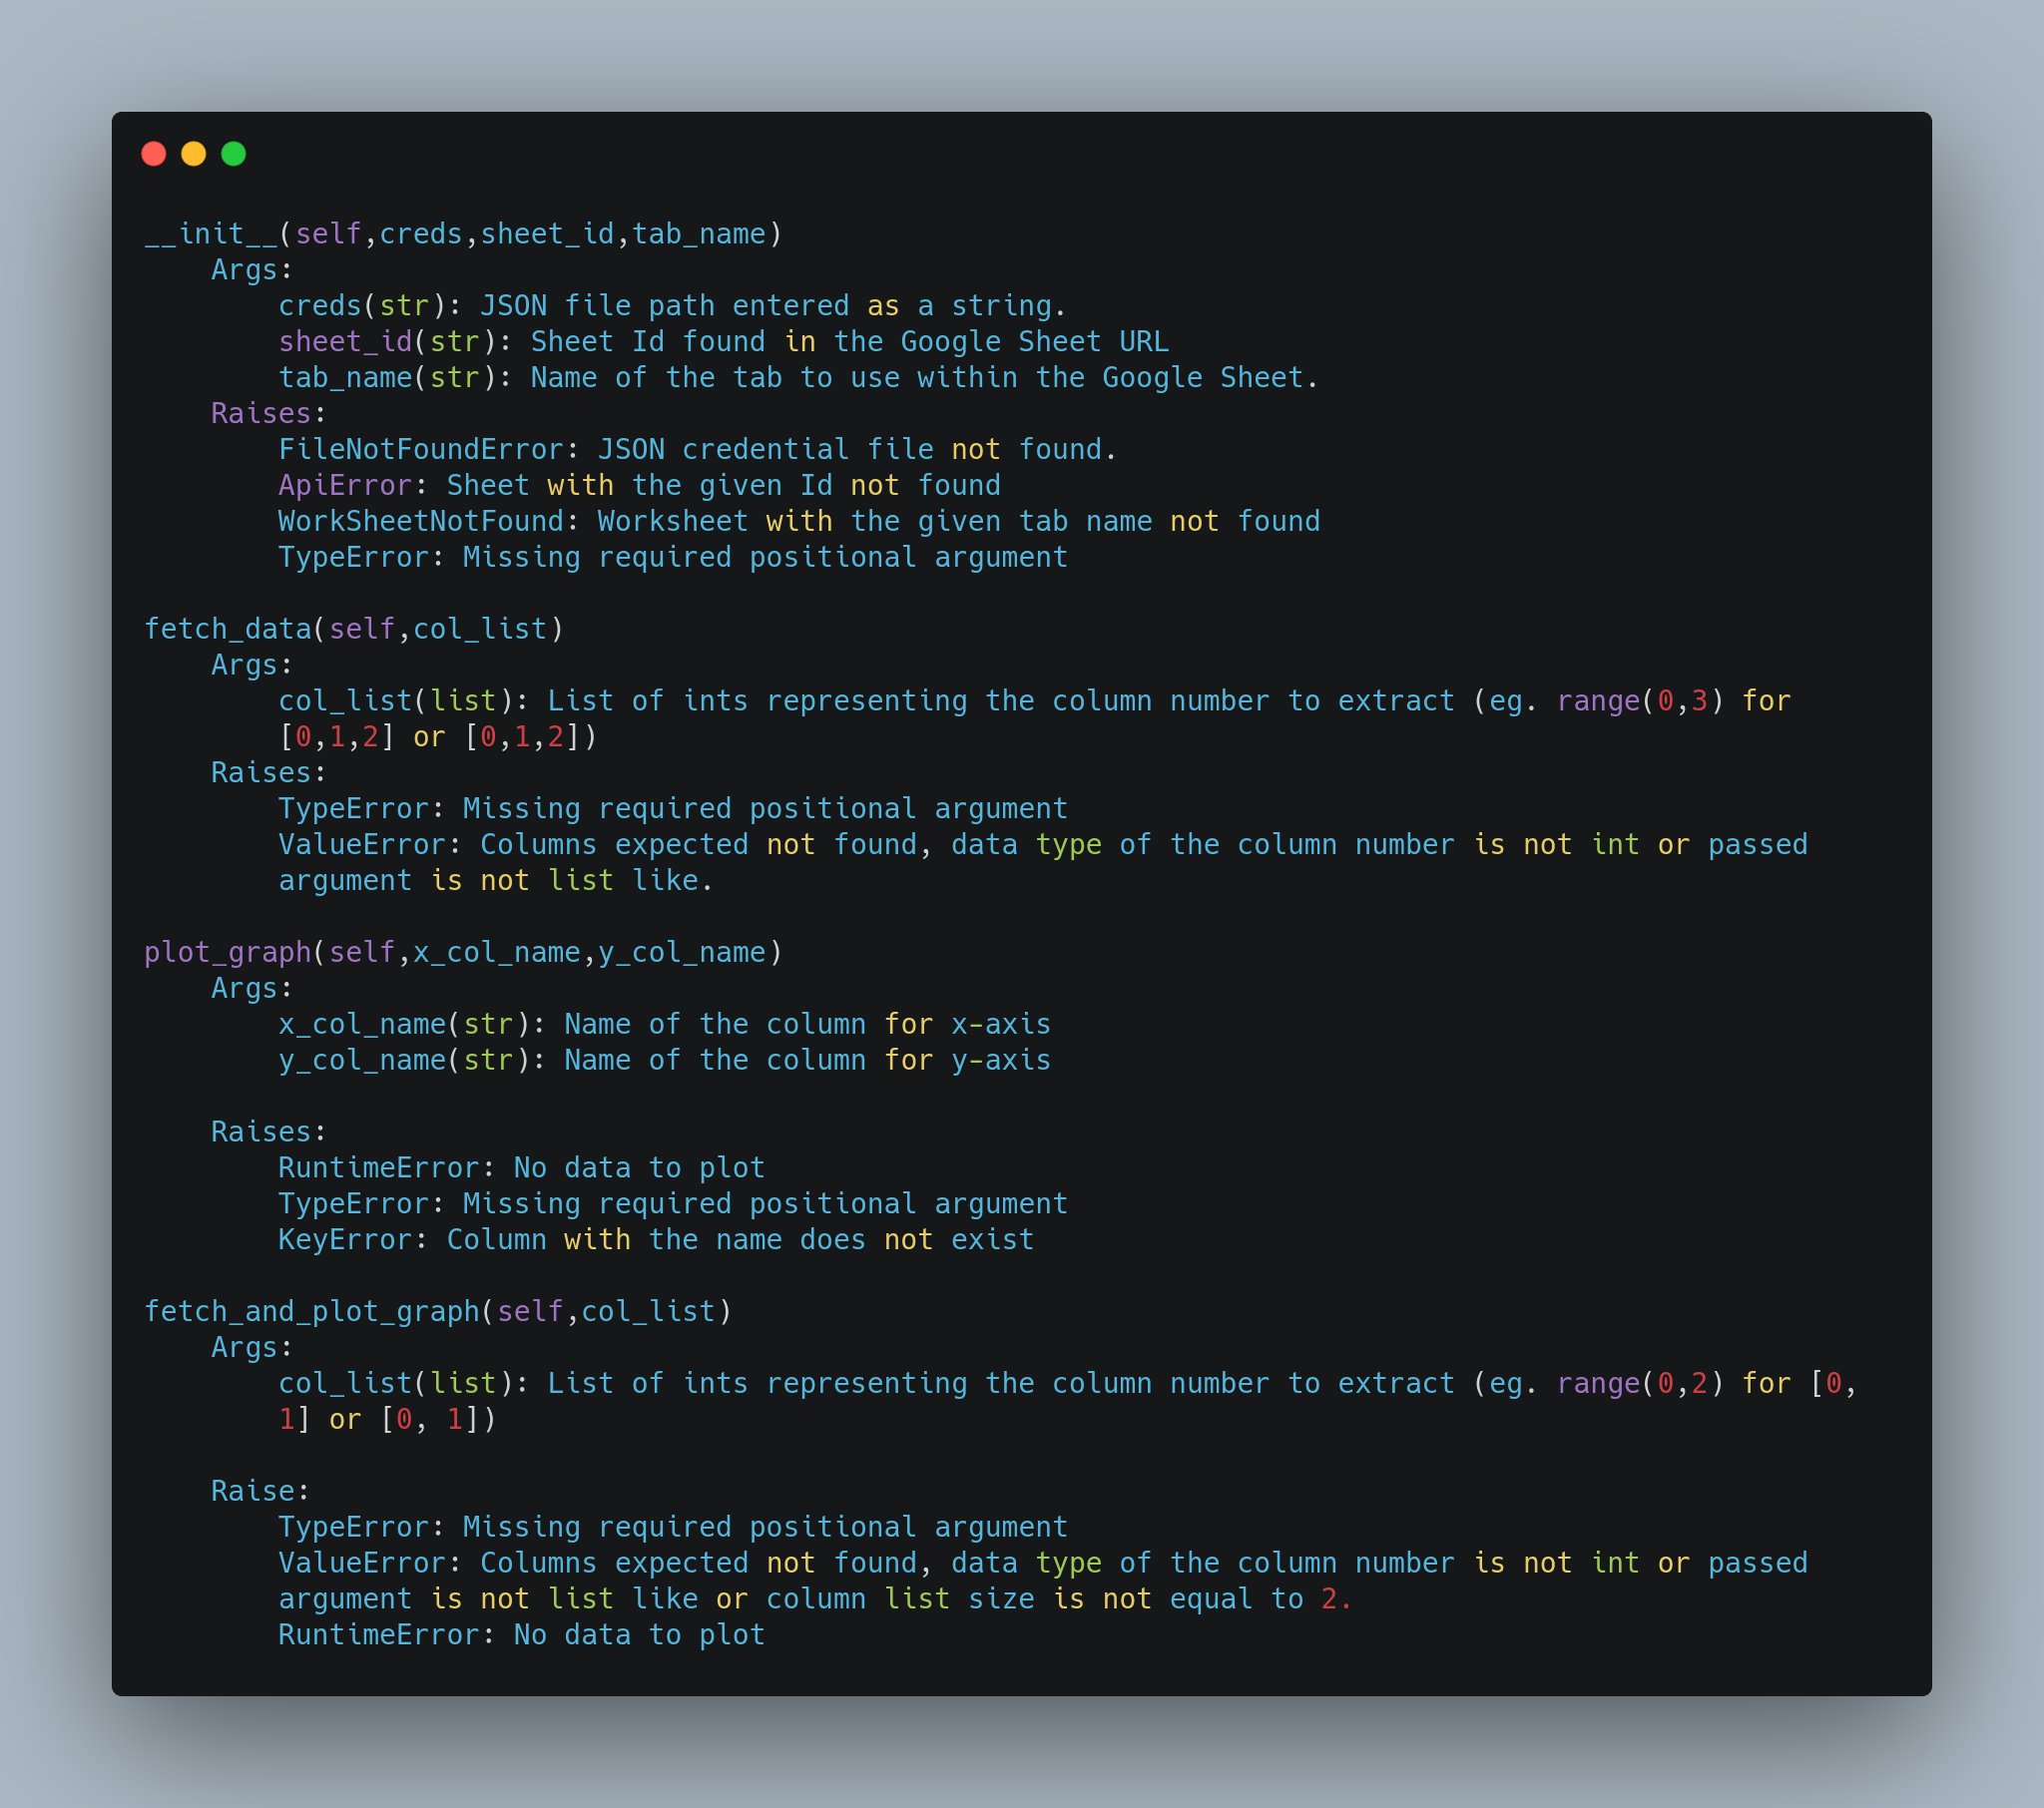 __init__(self,creds,sheet_id,tab_name)
    Args:
        creds(str): JSON file path entered as a string.
        sheet_id(str): Sheet Id found in the Google Sheet URL
        tab_name(str): Name of the tab to use within the Google Sheet.
    Raises:
        FileNotFoundError: JSON credential file not found.
        ApiError: Sheet with the given Id not found
        WorkSheetNotFound: Worksheet with the given tab name not found
        TypeError: Missing required positional argument

fetch_data(self,col_list)
    Args:
        col_list(list): List of ints representing the column number to extract (eg. range(0,3) for
        [0,1,2] or [0,1,2])
    Raises:
        TypeError: Missing required positional argument
        ValueError: Columns expected not found, data type of the column number is not int or passed
        argument is not list like.

plot_graph(self,x_col_name,y_col_name)
    Args:
        x_col_name(str): Name of the column for x-axis
        y_col_name(str): Name of the column for y-axis

    Raises:
        RuntimeError: No data to plot
        TypeError: Missing required positional argument
        KeyError: Column with the name does not exist

fetch_and_plot_graph(self,col_list)
    Args:
        col_list(list): List of ints representing the column number to extract (eg. range(0,2) for [0,
        1] or [0, 1])

    Raise:
        TypeError: Missing required positional argument
        ValueError: Columns expected not found, data type of the column number is not int or passed
        argument is not list like or column list size is not equal to 2.
        RuntimeError: No data to plot